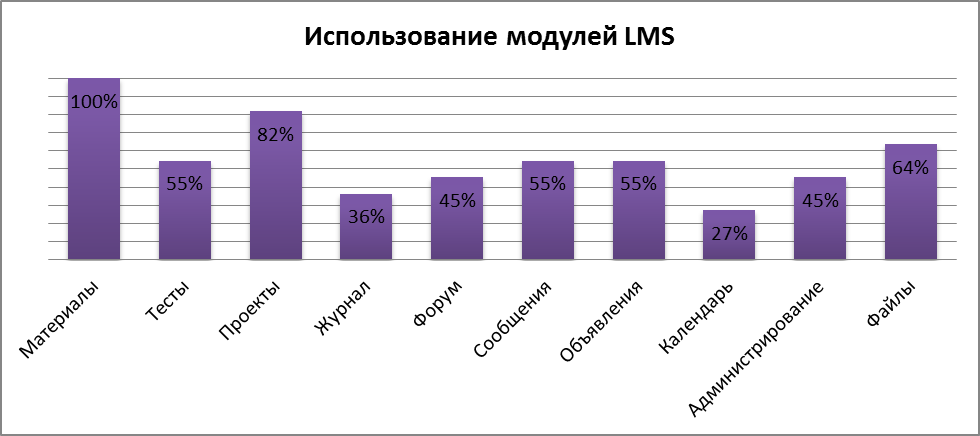 Использование модулей LMS
100%
55%
82%
36%
45%
55%
55%
27%
45%
64%
Материалы
Тесты
Проекты
Журнал
Форум
Сообщения
Объявления
Календарь
Администрирование
Файлы